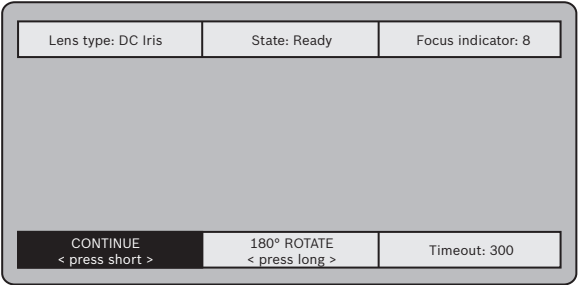 Lens type: DC Iris
State: Ready
Focus indicator: 8
CONTINUE
< press short >
180° ROTATE
< press long >
Timeout: 300